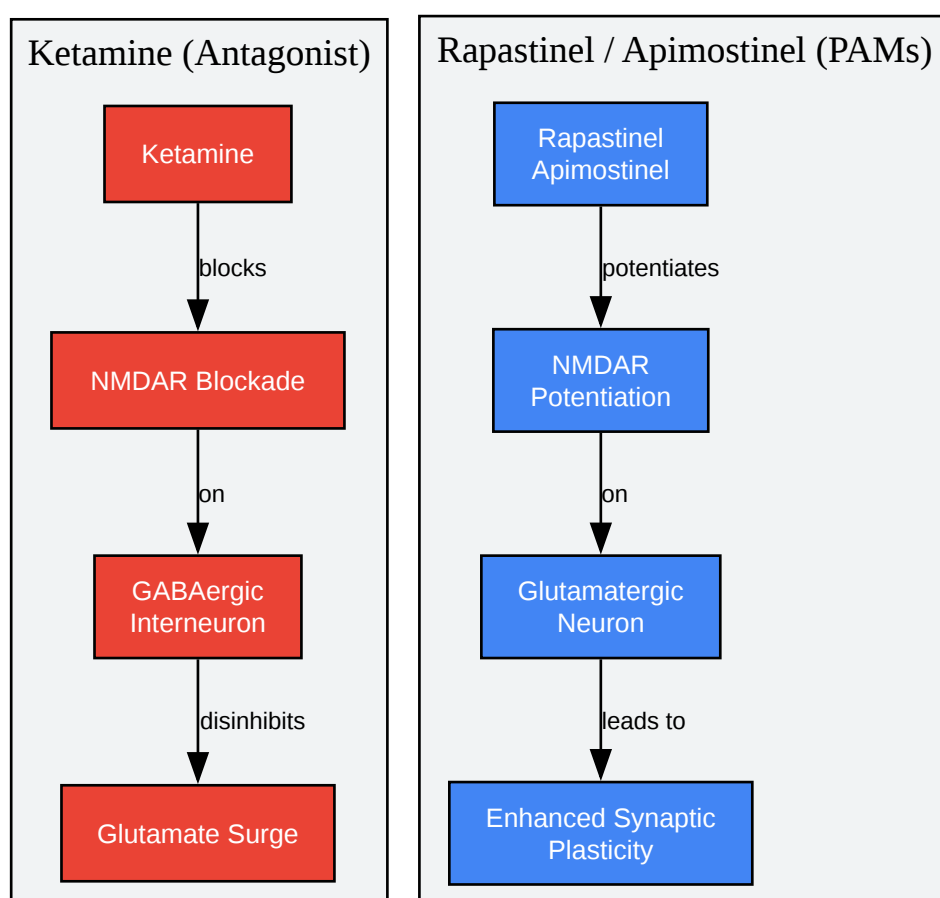 Ketamine (Antagonist)
Ketamine
blocks
NMDAR Blockade
on
GABAergic
Interneuron
disinhibits
Glutamate Surge
Rapastinel / Apimostinel (PAMs)
Rapastinel
Apimostinel
potentiates
NMDAR
Potentiation
on
Glutamatergic
Neuron
leads to
Enhanced Synaptic
Plasticity